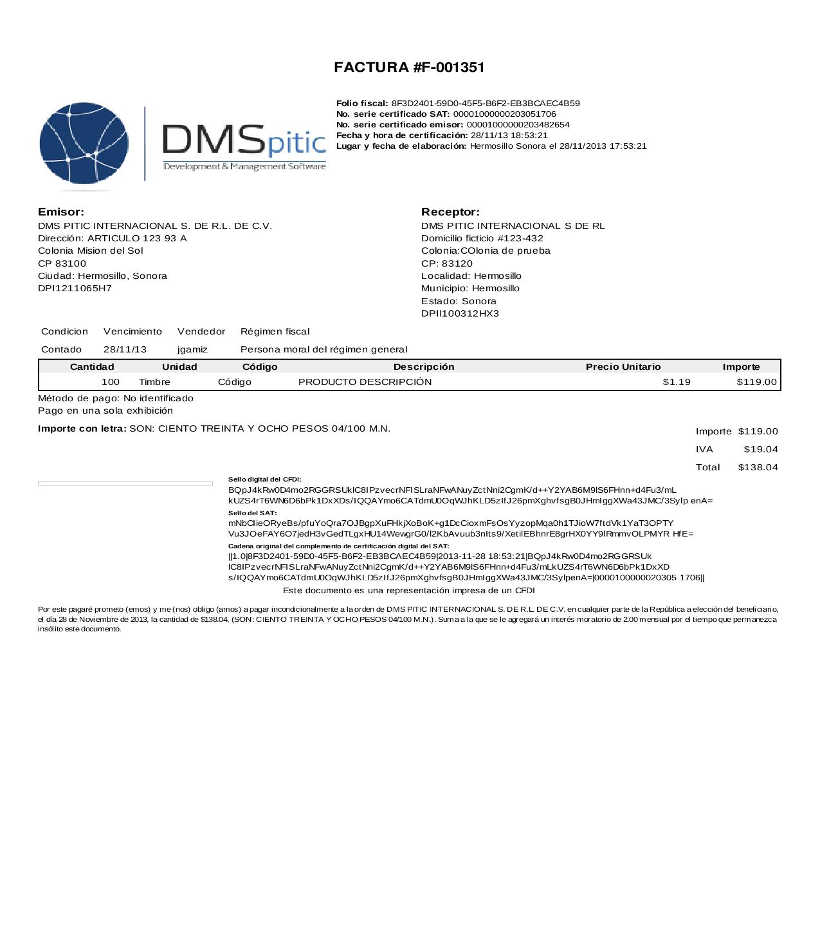 FACTURA #F-001351
DMSpitic
Development & Management Software
Folio fiscal: 8F3D2401-59D0-45F5-B6F2-EB3BCAEC4B59
No. serie certificado SAT: 00001000000203051706
No. serie certificado emisor: 00001000000203482654
Fecha y hora de certificación: 28/11/13 18:53:21
Lugar y fecha de elaboración: Hermosillo Sonora el 28/11/2013 17:53:21
Emisor:
DMS PITIC INTERNACIONAL S. DE R.L. DE C.V.
Dirección: ARTICULO 123 93 A
Colonia Mision del Sol
CP 83100
Ciudad: Hermosillo, Sonora
DPI1211065H7
Receptor:
DMS PITIC INTERNACIONAL S DE RL
Domicilio ficticio #123-432
Colonia:COlonia de prueba
CP: 83120
Localidad: Hermosillo
Municipio: Hermosillo
Estado: Sonora
DPII100312HX3
Condicion Vencimiento Vendedor Régimen fiscal
Contado 28/11/13 jgamiz Persona moral del régimen general
Cantidad Unidad Código Descripción Precio Unitario Importe
100 Timbre Código PRODUCTO DESCRIPCIÓN $1.19 $119.00
Método de pago: No identificado
Pago en una sola exhibición
Importe con letra: SON: CIENTO TREINTA Y OCHO PESOS 04/100 M.N.
Importe $119.00
IVA $19.04
Total $138.04
Sello digital del CFDI:
BQpJ4kRw0D4mo2RGGRSUklC8IPzvecrNFISLraNFwANuyZctNni2CgmK/d++Y2YAB6M9lS6FHnn+d4Fu3/mL
kUZS4rT6WN6D6bPk1DxXDs/IQQAYmo6CATdmU0OqWJhKLD5zIfJ26pmXghvfsgB0JHmIggXWa43JMC/3Sylp enA=
Sello del SAT:
mNbClieORyeBs/pfuYoQra7OJBgpXuFHkjXoBoK+g1DcCioxmFsOsYyzopMqa0h1TJioW7ftdVk1YaT3OPTY
Vu3JOeFAY6O7jedH3vGedTLgxHU14WewgrG0/l2KbAvuub3nIts9/XetilEBhnrE8grHX0YY9lRmmvOLPMYR HfE=
Cadena original del complemento de certificación digital del SAT:
||1.0|8F3D2401-59D0-45F5-B6F2-EB3BCAEC4B59|2013-11-28 18:53:21|BQpJ4kRw0D4mo2RGGRSUk
lC8IPzvecrNFISLraNFwANuyZctNni2CgmK/d++Y2YAB6M9lS6FHnn+d4Fu3/mLkUZS4rT6WN6D6bPk1DxXD
s/IQQAYmo6CATdmU0OqWJhKLD5zIfJ26pmXghvfsgB0JHmIggXWa43JMC/3SylpenA=|0000100000020305 1706||
Este documento es una representación impresa de un CFDI
Por este pagaré prometo (emos) y me (nos) obligo (amos) a pagar incondicionalmente a la orden de DMS PITIC INTERNACIONAL S. DE R.L. DE C.V. en cualquier parte de la República a elección del beneficiario,
el día 28 de Noviembre de 2013, la cantidad de $138.04, (SON: CIENTO TREINTA Y OCHO PESOS 04/100 M.N.). Suma a la que se le agregará un interés moratorio de 2.00 mensual por el tiempo que permanezca
insólito este documento.